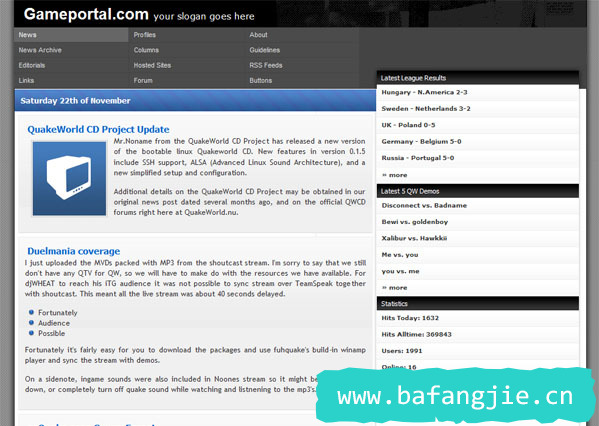 Gameportal.com your slogan goes here
News Profiles About
News Archive Columns Guidelines
Editorials Hosted Sites RSS Feeds
Links Forum Buttons
Saturday 22th of November
QuakeWorld CD Project Update
Mr.Noname from the QuakeWorld CD Project has released a new version
of the bootable linux Quakeworld CD. New features in version 0.1.5
include SSH support, ALSA (Advanced Linux Sound Architecture), and a
new simplified setup and configuration.
Additional details on the QuakeWorld CD Project may be obtained in our
original news post dated several months ago, and on the official QWCD
forums right here at QuakeWorld.nu.
Duelmania coverage
I just uploaded the MVDs packed with MP3 from the shoutcast stream. I'm sorry to say that we still
don't have any QTV for QW, so we will have to make do with the resources we have available. For
djWHEAT to reach his ITG audience it was not possible to sync stream over TeamSpeak together
with shoutcast. This meant all the live stream was about 40 seconds delayed.
Fortunately
Audience
Possible
Fortunately it's fairly easy for you to download the packages and use fuhquake's build-in winamp
player and sync the stream with demos.
On a sidenote, ingame sounds were also included in Noones stream so it might be
down, or completely turn off quake sound while watching and listnening to the mp3's
Latest League Results
Hungary - N.America 2-3
Sweden - Netherlands 3-2
UK - Poland 0-5
Germany - Belgium 5-0
Russia - Portugal 5-0
» more
Latest 5 QW Demos
Disconnect vs. Badname
Bewi vs. goldenboy
Xalibur vs. Hawkkii
Me vs. you
you vs. me
» more
Statistics
Hits Today: 1632
Hits Alltime: 369843
Users: 1991
Online: 16
www.bafangjie.cn